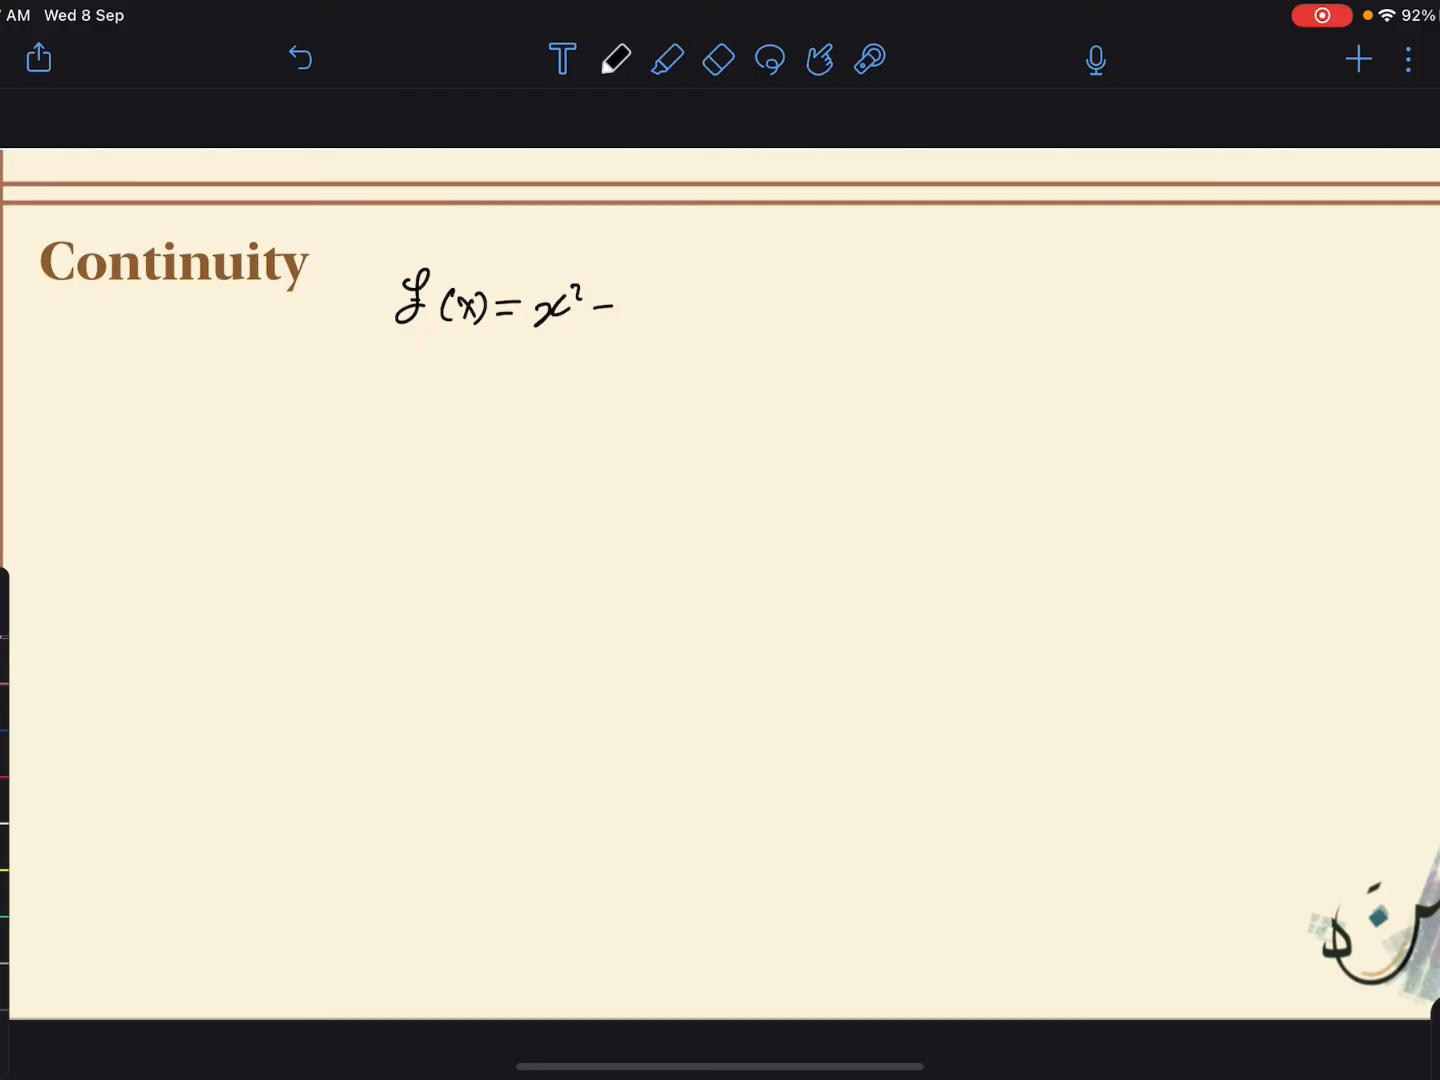 AM Wed 8 Sep 92%
Continuity
f(x) = x² −